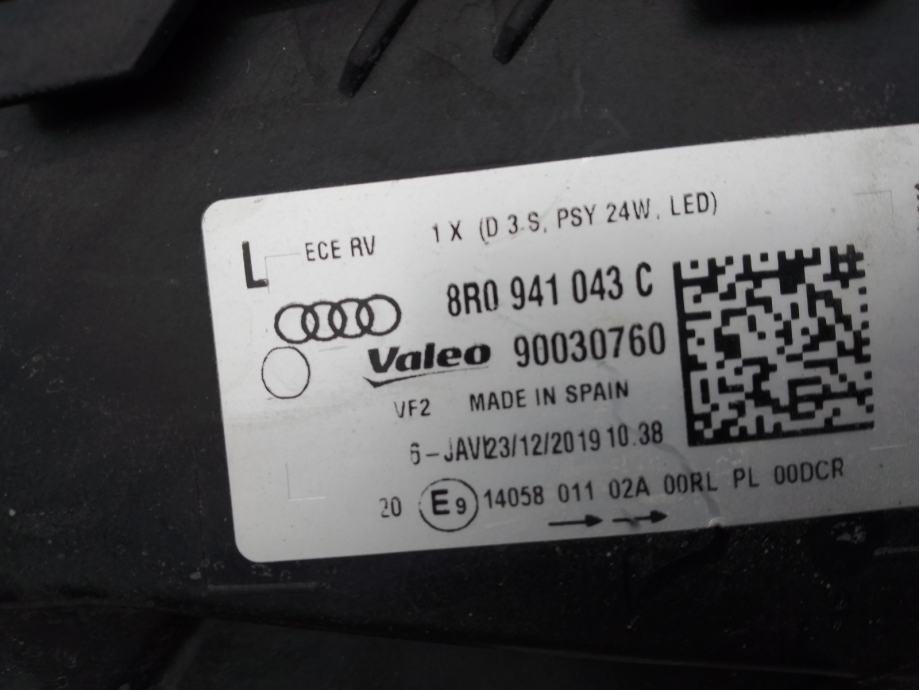 L ECE RV 1 X (D 3 S, PSY 24W, LED)
8R0 941 043 C
Valeo 90030760
VF2 MADE IN SPAIN
6-JAVI23/12/2019 10.38
20 E9 14058 011 02A 00RL PL 00DCR